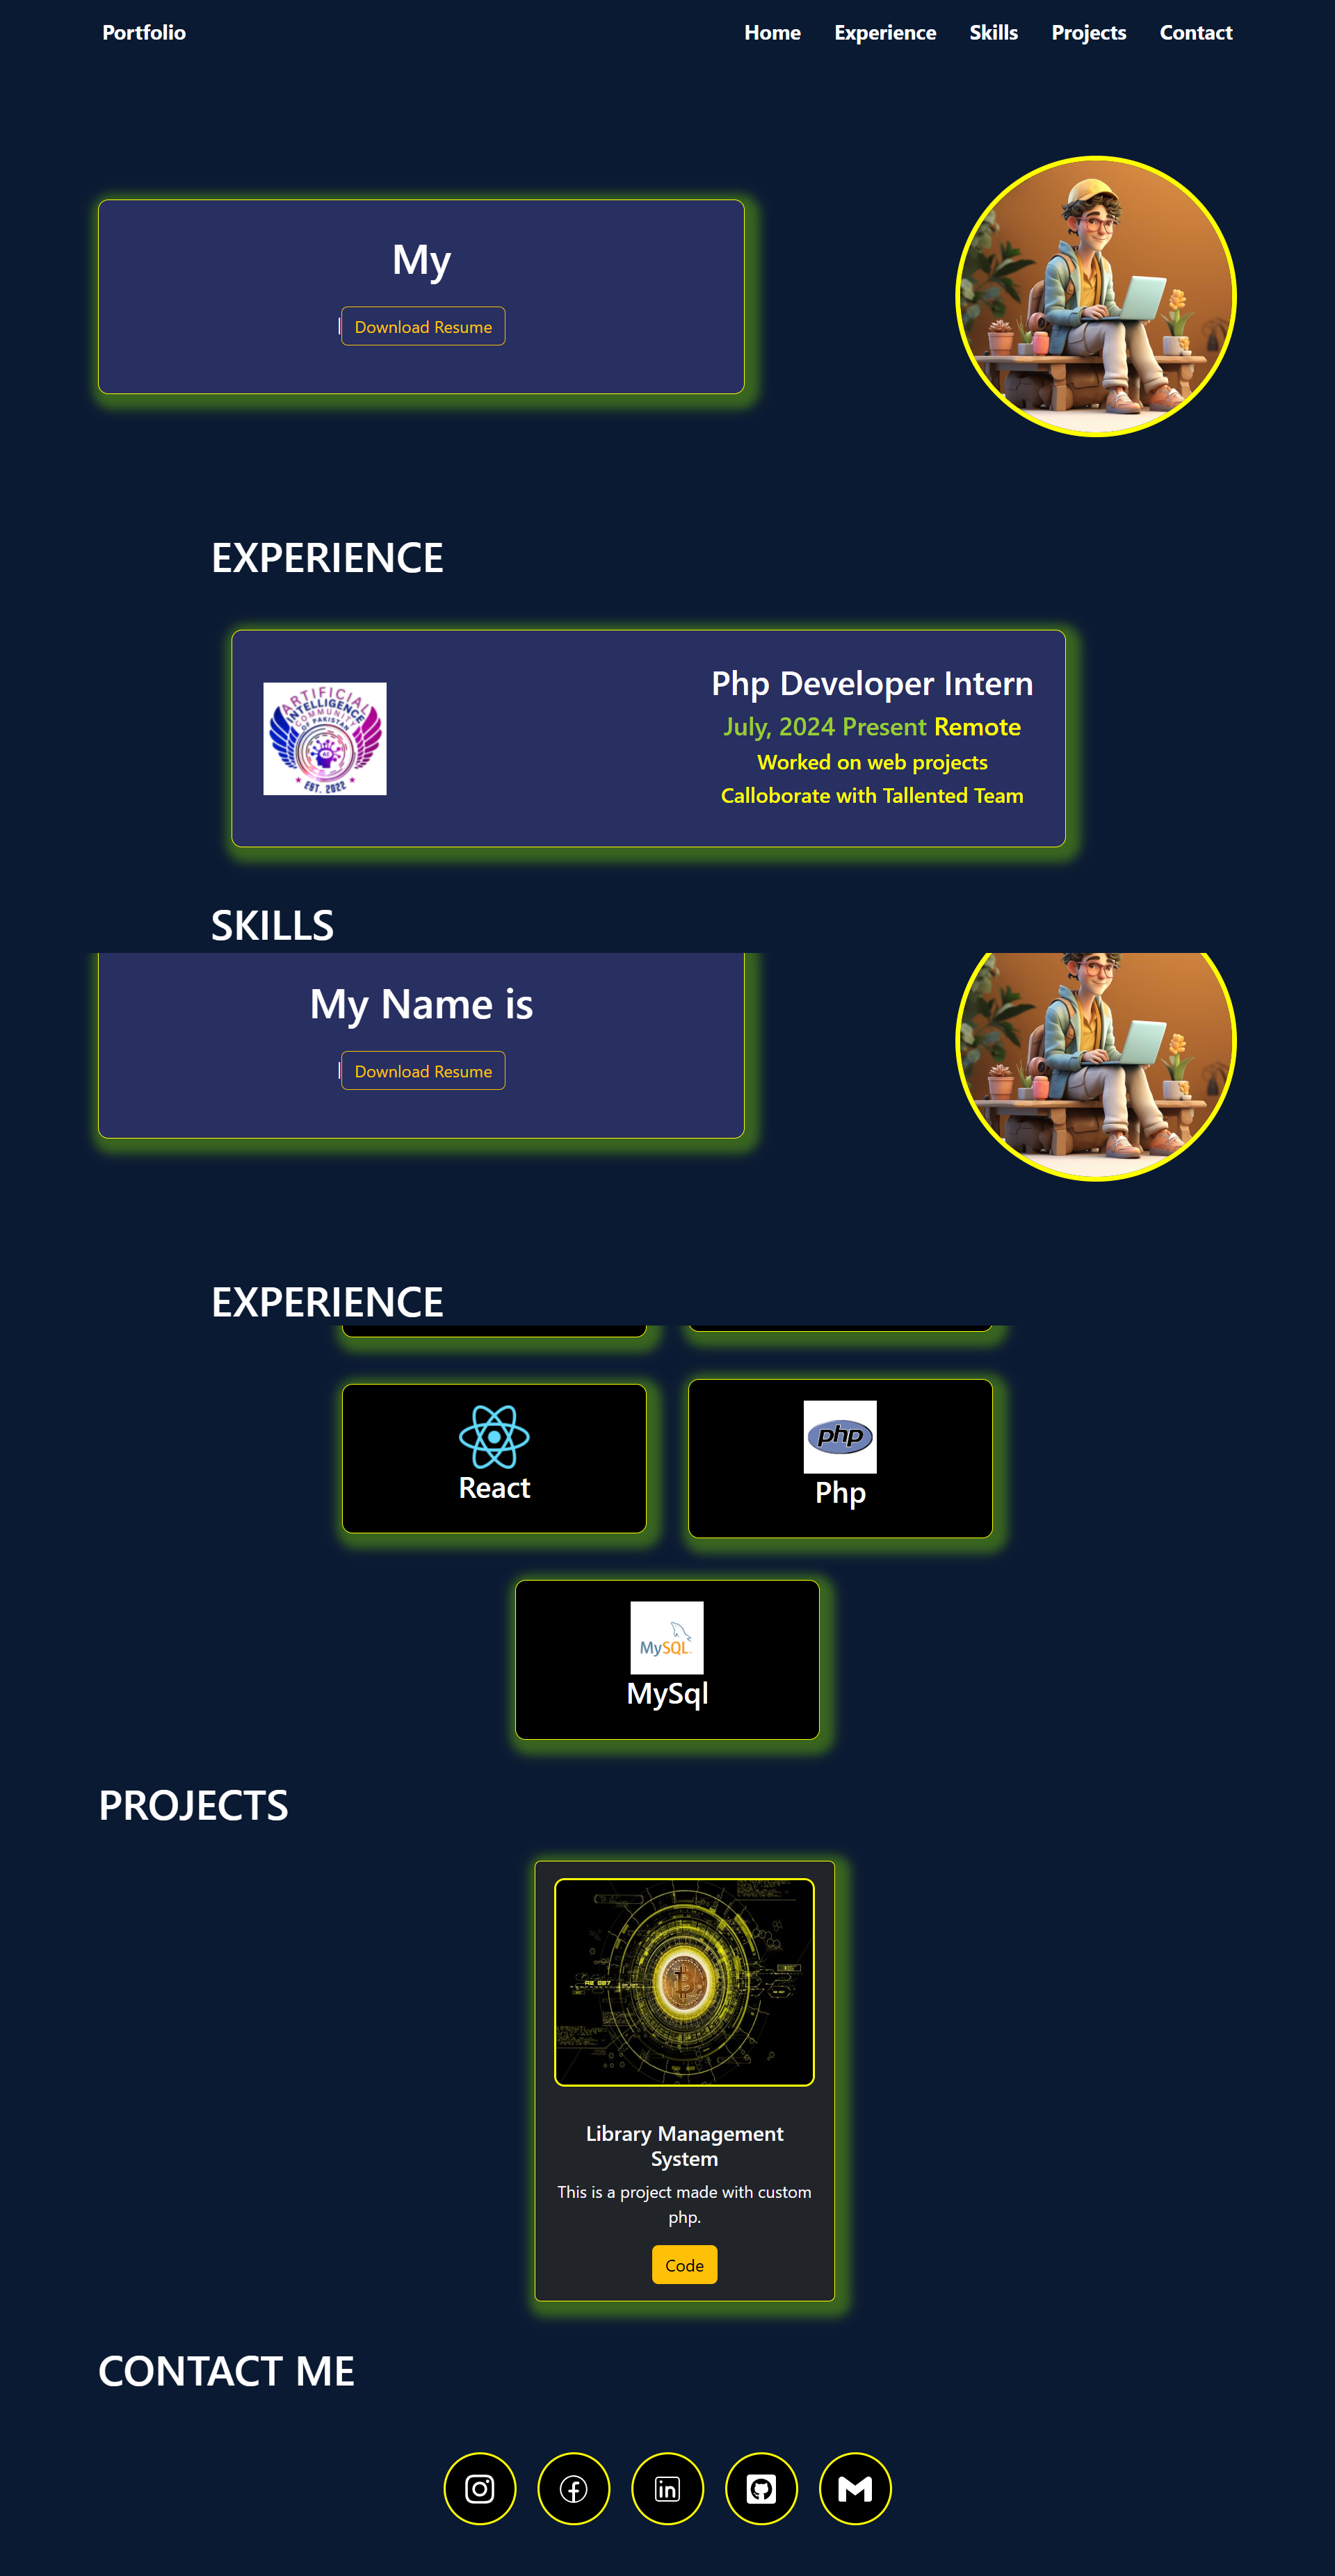 Portfolio Home Experience Skills Projects Contact
My
Download Resume
EXPERIENCE
ARTIFICIAL
INTELLIGENCE
COMMUNITY
OF PAKISTAN
AI
EST. 2022
Php Developer Intern
July, 2024 Present Remote
Worked on web projects
Calloborate with Tallented Team
SKILLS
My Name is
Download Resume
EXPERIENCE
React
php
Php
MySQL
MySql
PROJECTS
Library Management
System
This is a project made with custom
php.
Code
CONTACT ME